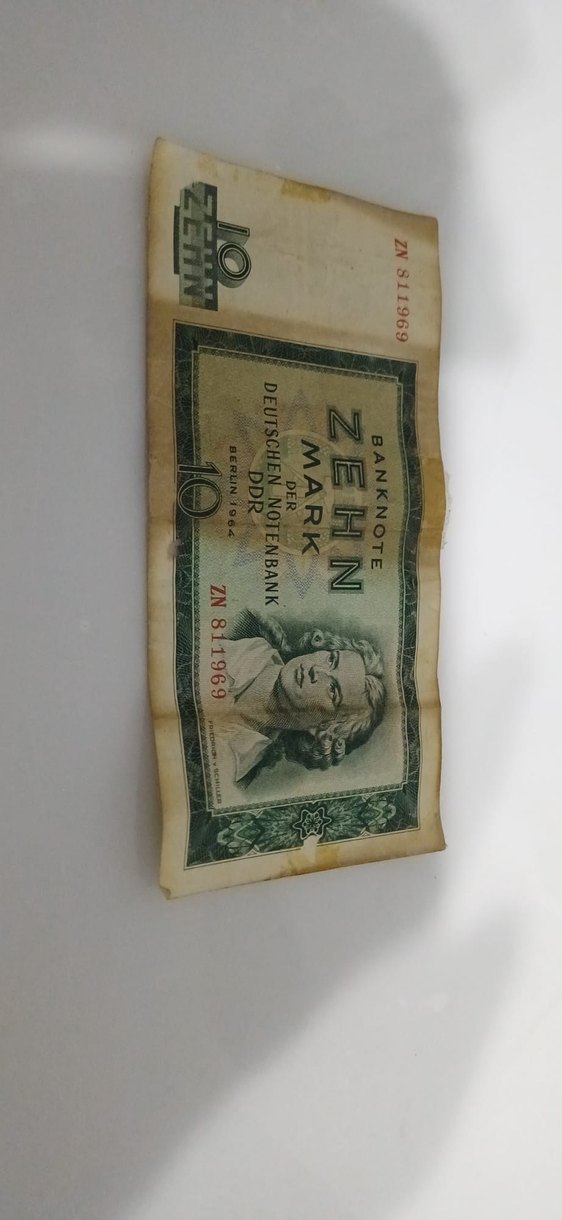 ZN 811969
10
ZEHN
BANKNOTE
ZEHN
MARK
DER
DEUTSCHEN NOTENBANK
DDR
BERLIN 1964
10
ZN 811969
FRIEDRICH V. SCHILLER